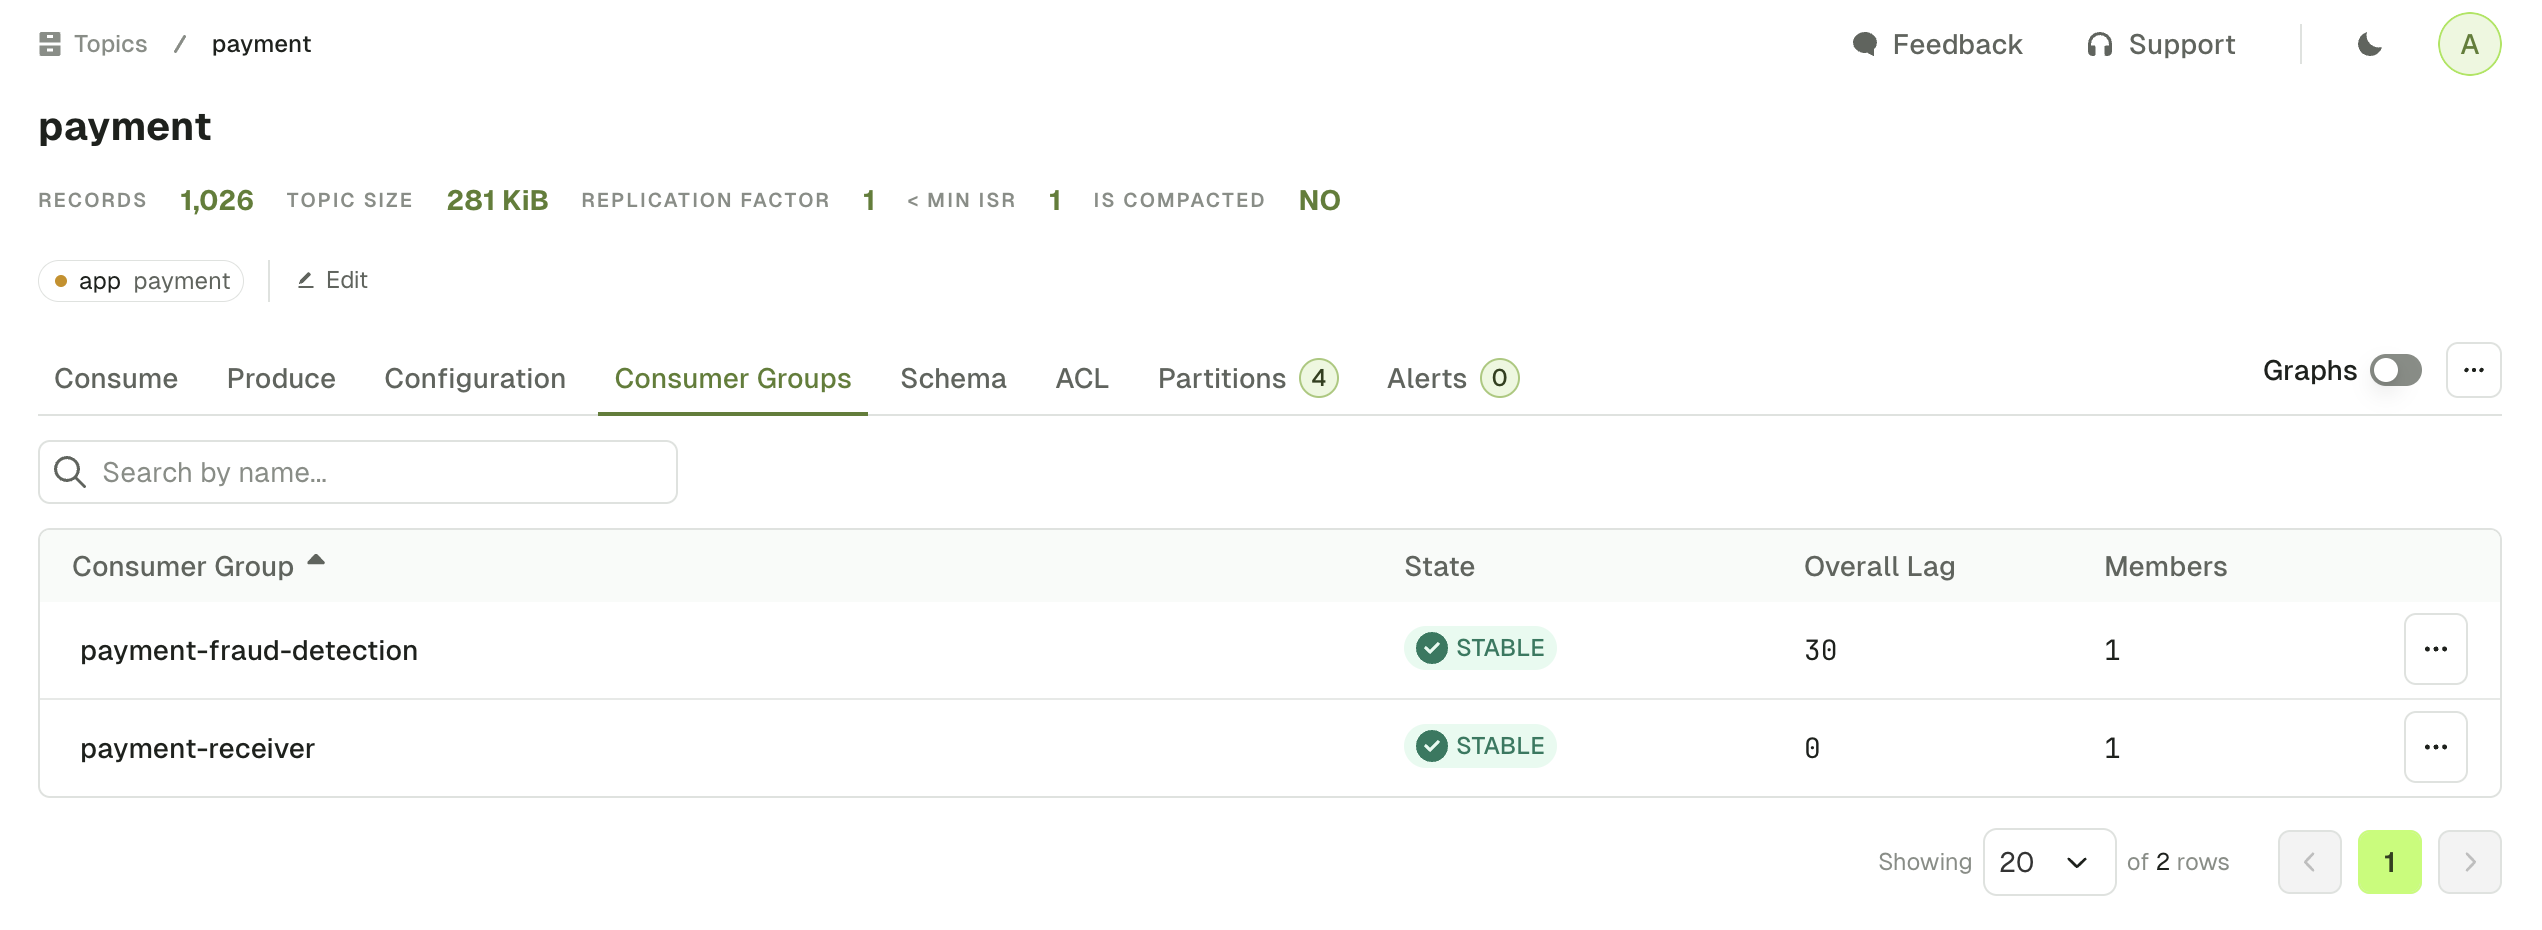 Topics / payment
Feedback
Support
A
payment
RECORDS 1,026 TOPIC SIZE 281 KiB REPLICATION FACTOR 1 < MIN ISR 1 IS COMPACTED NO
app payment
Edit
Consume Produce Configuration Consumer Groups Schema ACL Partitions 4 Alerts 0
Graphs
Search by name...
Consumer Group State Overall Lag Members
payment-fraud-detection STABLE 30 1
payment-receiver STABLE 0 1
Showing 20 of 2 rows
1